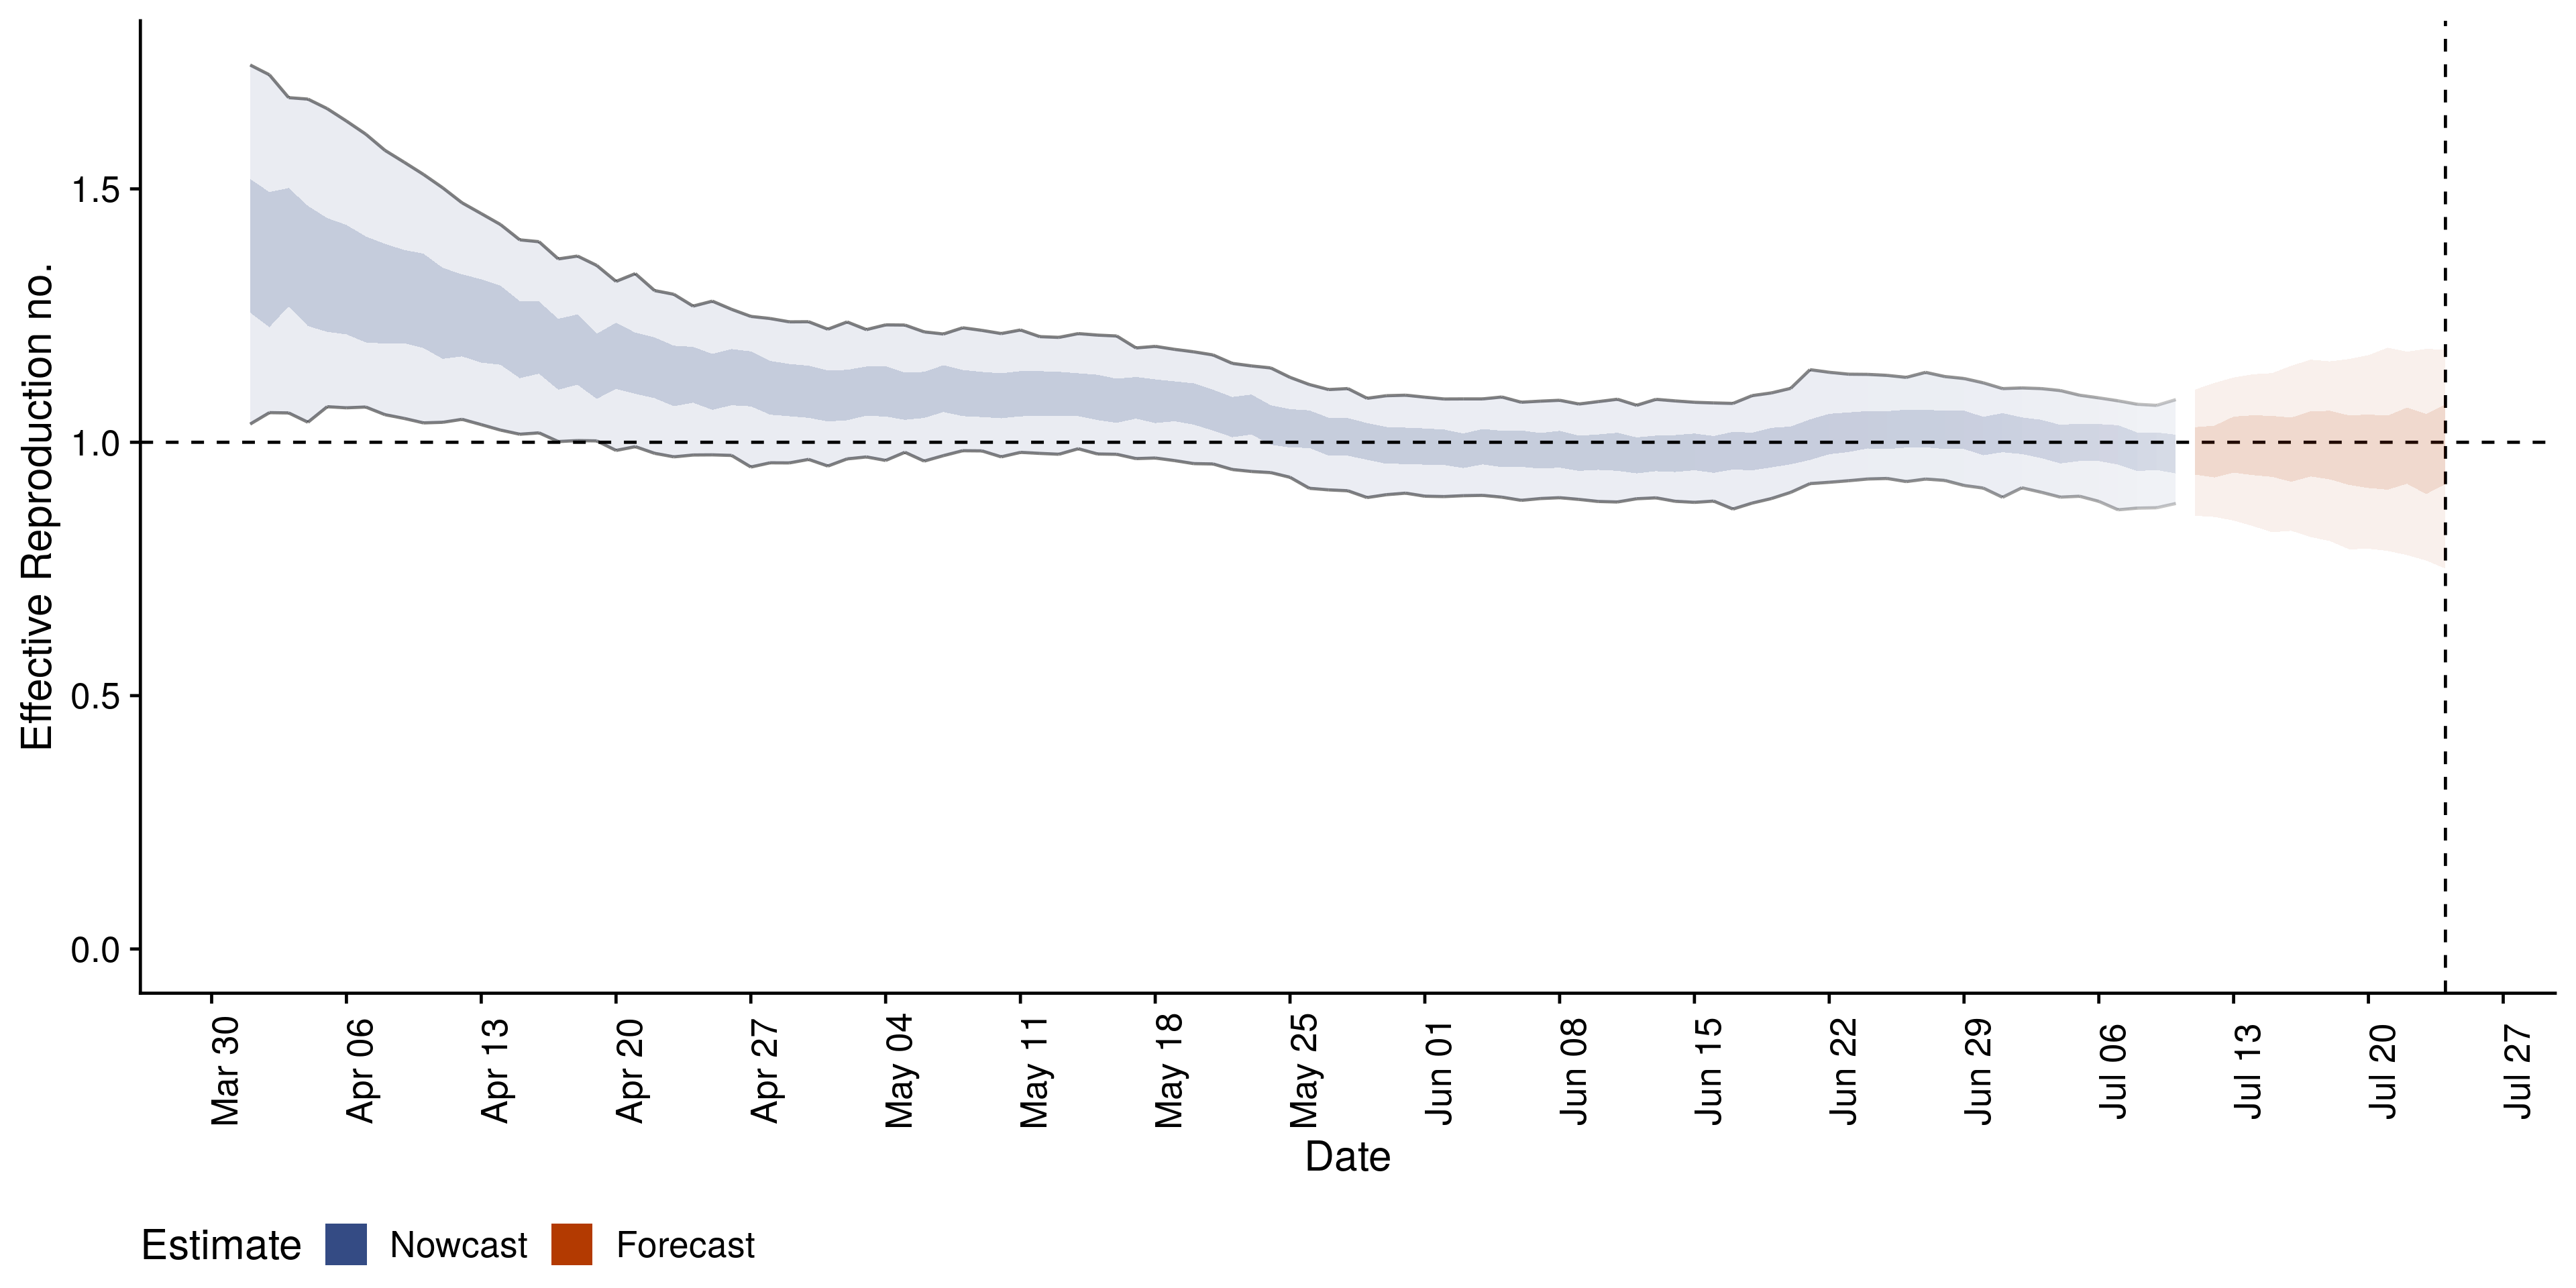 Effective Reproduction no.
1.5
1.0
0.5
0.0
Mar 30
Apr 06
Apr 13
Apr 20
Apr 27
May 04
May 11
May 18
May 25
Jun 01
Jun 08
Jun 15
Jun 22
Jun 29
Jul 06
Jul 13
Jul 20
Jul 27
Date
Estimate Nowcast Forecast